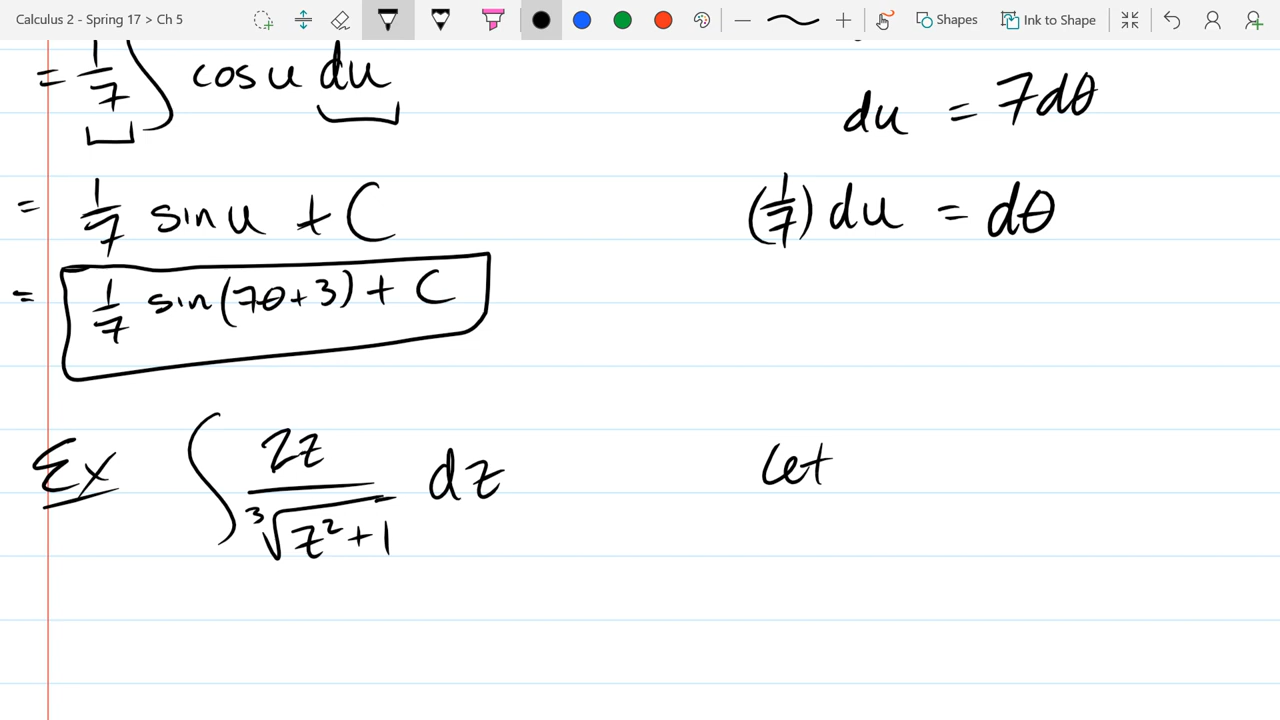 Calculus 2 - Spring 17 > Ch 5
Shapes
Ink to Shape
= 1/7 ∫ cos u du
du = 7dθ
= 1/7 sin u + C
(1/7) du = dθ
= 1/7 sin(7θ+3) + C
Ex ∫ 2z / ∛(z²+1) dz
Let